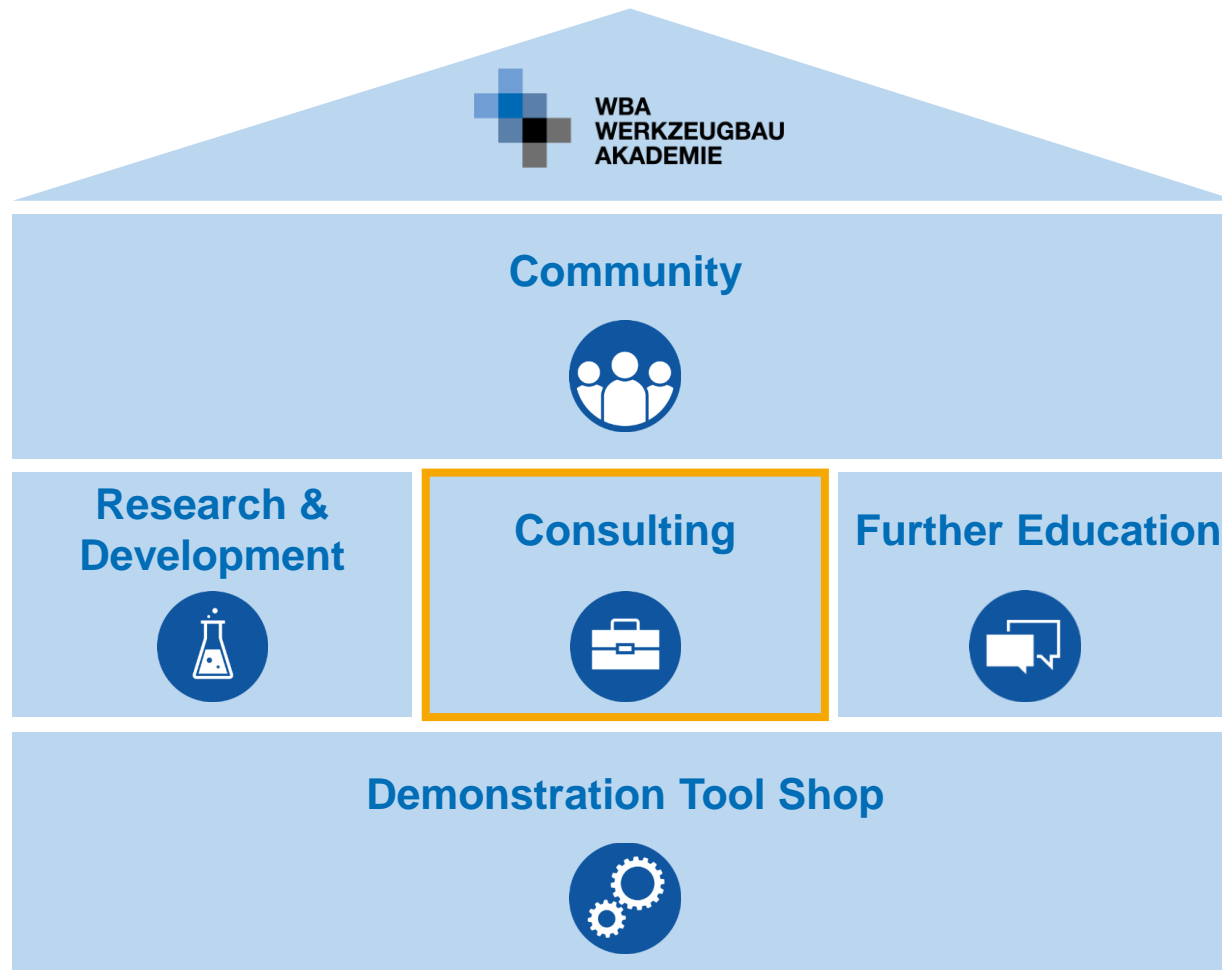 WBA
WERKZEUGBAU
AKADEMIE
Community
Research &
Development
Consulting
Further Education
Demonstration Tool Shop